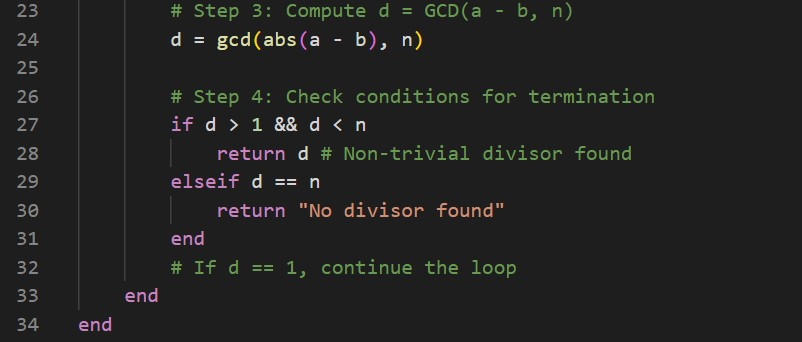 23 # Step 3: Compute d = GCD(a - b, n)
24 d = gcd(abs(a - b), n)
25
26 # Step 4: Check conditions for termination
27 if d > 1 && d < n
28 return d # Non-trivial divisor found
29 elseif d == n
30 return "No divisor found"
31 end
32 # If d == 1, continue the loop
33 end
34 end